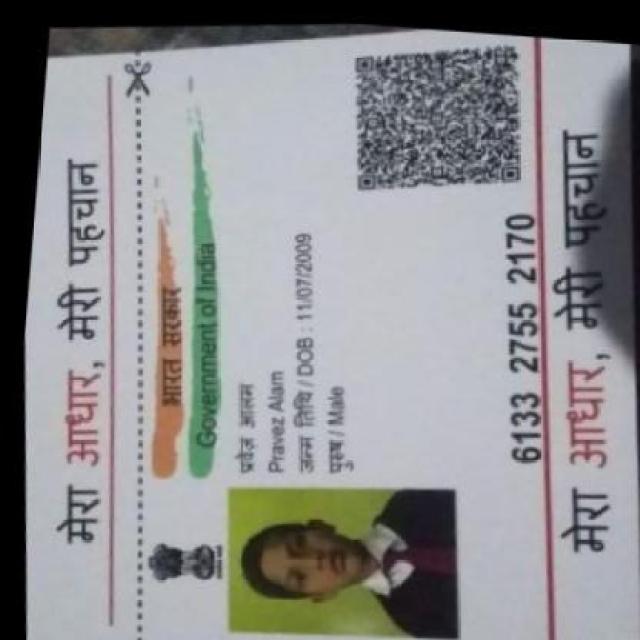 मेरा आधार, मेरी पहचान
भारत सरकार
Government of India
प्रवेज आलम
Pravez Alam
जन्म तिथि / DOB : 11/07/2009
पुरुष / Male
6133 2755 2170
मेरा आधार, मेरी पहचान